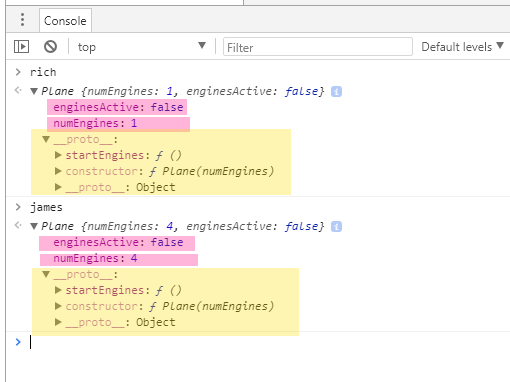 Console
top Filter Default levels
rich
Plane {numEngines: 1, enginesActive: false} i
enginesActive: false
numEngines: 1
__proto__:
startEngines: ƒ ()
constructor: ƒ Plane(numEngines)
__proto__: Object
james
Plane {numEngines: 4, enginesActive: false} i
enginesActive: false
numEngines: 4
__proto__:
startEngines: ƒ ()
constructor: ƒ Plane(numEngines)
__proto__: Object